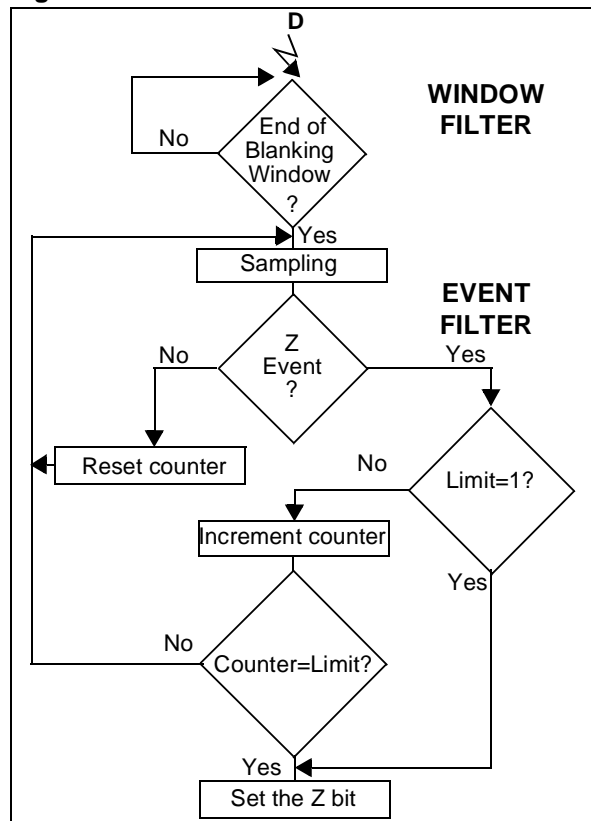 D
WINDOW
FILTER
End of
Blanking
Window
?
No
Yes
Sampling
EVENT
FILTER
Z
Event
?
No
Yes
Reset counter
Limit=1?
No
Increment counter
Yes
Counter=Limit?
No
Yes
Set the Z bit